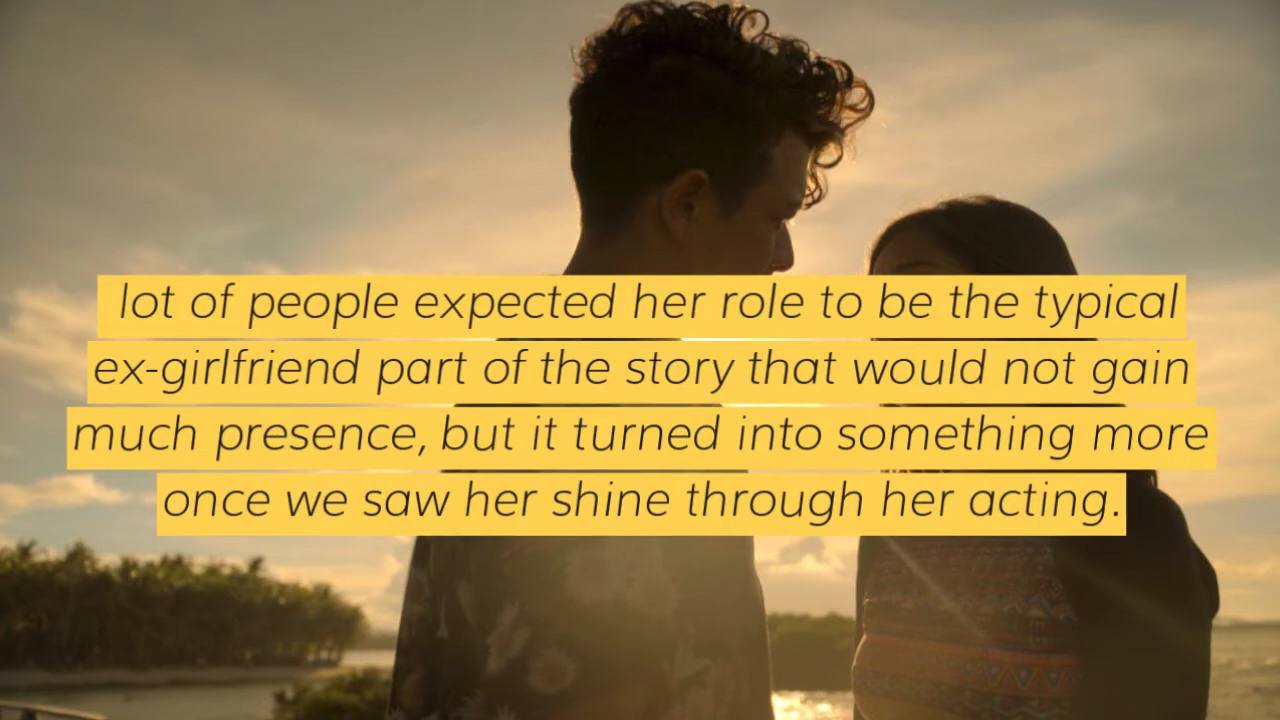 lot of people expected her role to be the typical
ex-girlfriend part of the story that would not gain
much presence, but it turned into something more
once we saw her shine through her acting.